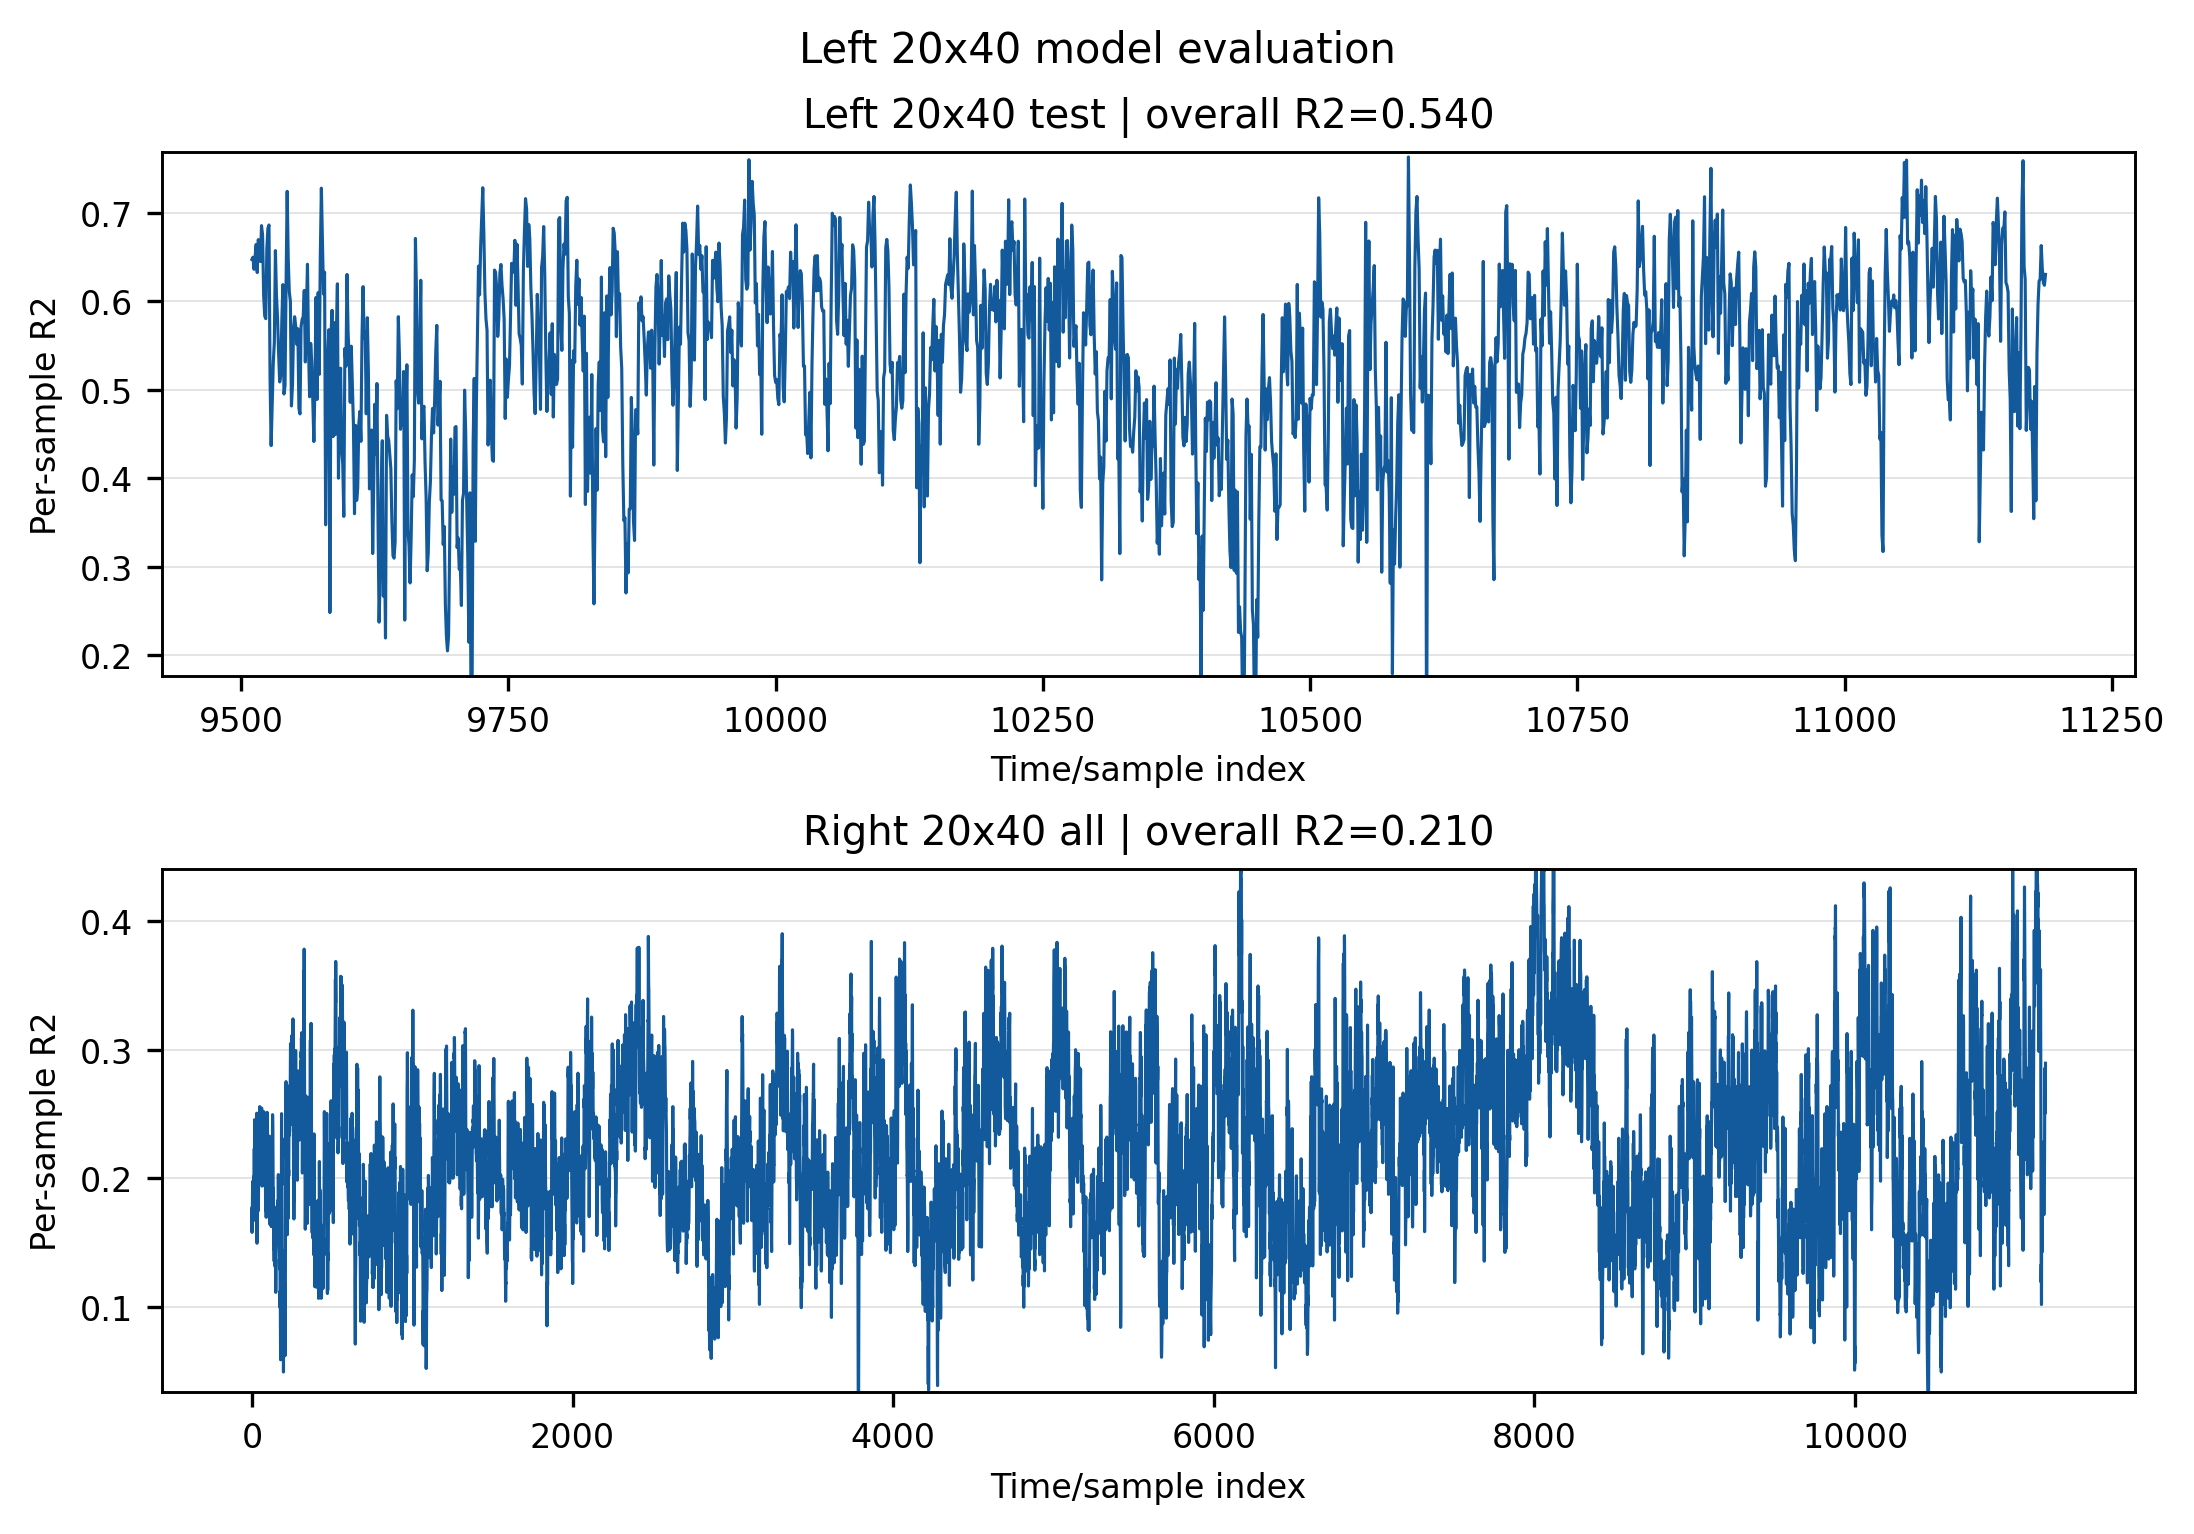 Left 20x40 model evaluation
Left 20x40 test | overall R2=0.540
Per-sample R2
0.7
0.6
0.5
0.4
0.3
0.2
9500 9750 10000 10250 10500 10750 11000 11250
Time/sample index
Right 20x40 all | overall R2=0.210
Per-sample R2
0.4
0.3
0.2
0.1
0 2000 4000 6000 8000 10000
Time/sample index